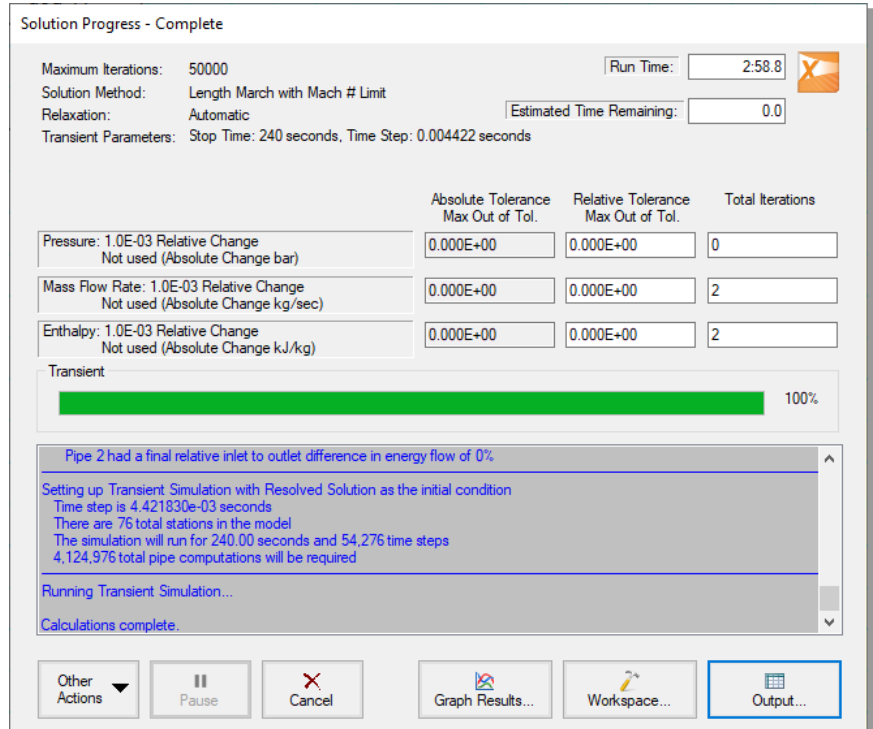 Solution Progress - Complete
Maximum Iterations: 50000
Run Time: 2:58.8
Solution Method: Length March with Mach # Limit
Relaxation: Automatic
Estimated Time Remaining: 0.0
Transient Parameters: Stop Time: 240 seconds, Time Step: 0.004422 seconds
Absolute Tolerance Relative Tolerance Total Iterations
Max Out of Tol. Max Out of Tol.
Pressure: 1.0E-03 Relative Change
Not used (Absolute Change bar)
0.000E+00 0.000E+00 0
Mass Flow Rate: 1.0E-03 Relative Change
Not used (Absolute Change kg/sec)
0.000E+00 0.000E+00 2
Enthalpy: 1.0E-03 Relative Change
Not used (Absolute Change kJ/kg)
0.000E+00 0.000E+00 2
Transient
100%
Pipe 2 had a final relative inlet to outlet difference in energy flow of 0%
Setting up Transient Simulation with Resolved Solution as the initial condition
Time step is 4.421830e-03 seconds
There are 76 total stations in the model
The simulation will run for 240.00 seconds and 54,276 time steps
4,124,976 total pipe computations will be required
Running Transient Simulation...
Calculations complete.
Other Actions
Pause
Cancel
Graph Results...
Workspace...
Output...